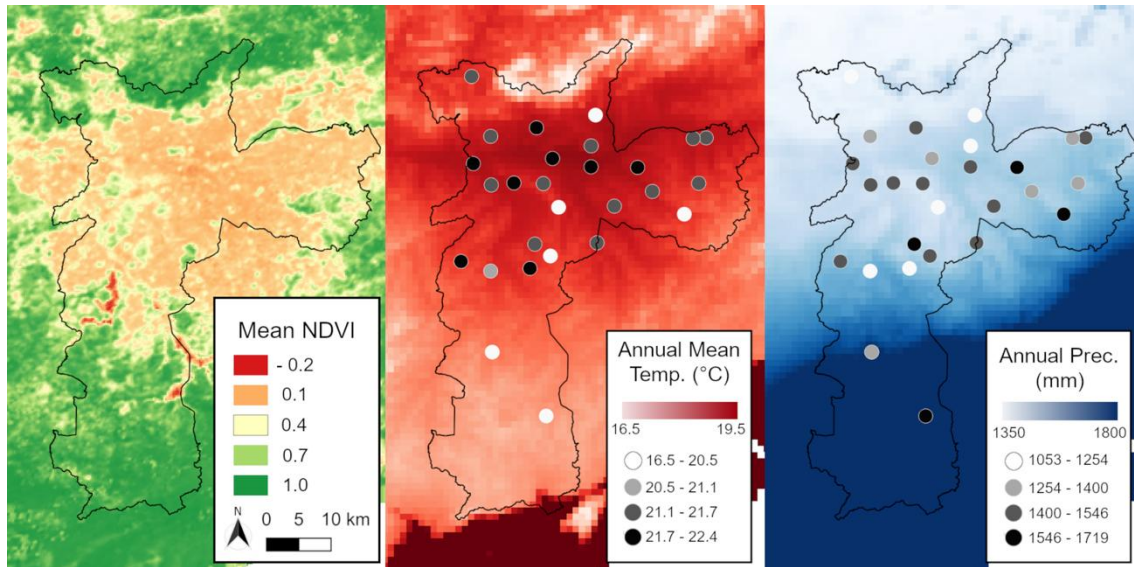 Mean NDVI
- 0.2
0.1
0.4
0.7
1.0
N
0 5 10 km
Annual Mean
Temp. (°C)
16.5 19.5
16.5 - 20.5
20.5 - 21.1
21.1 - 21.7
21.7 - 22.4
Annual Prec.
(mm)
1350 1800
1053 - 1254
1254 - 1400
1400 - 1546
1546 - 1719